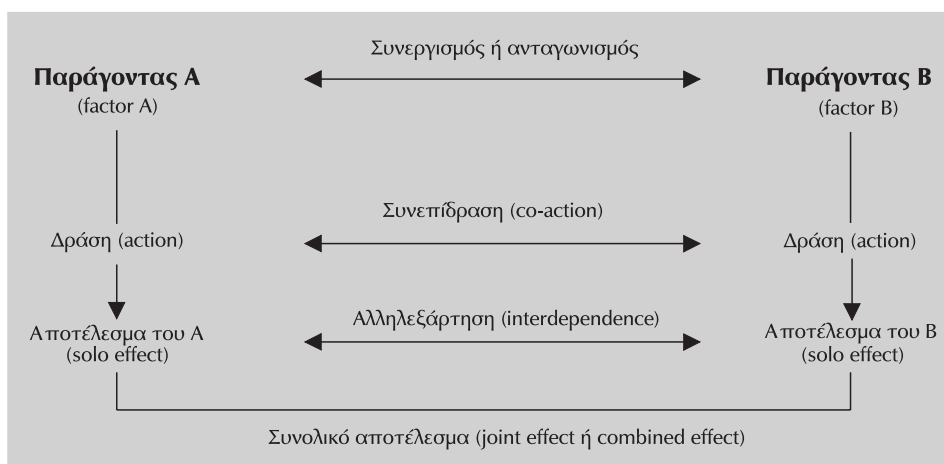 Συνεργισμός ή ανταγωνισμός
Παράγοντας Α
(factor A)
Παράγοντας Β
(factor B)
Συνεπίδραση (co-action)
Δράση (action)
Δράση (action)
Αλληλεξάρτηση (interdependence)
Αποτέλεσμα του Α
(solo effect)
Αποτέλεσμα του Β
(solo effect)
Συνολικό αποτέλεσμα (joint effect ή combined effect)